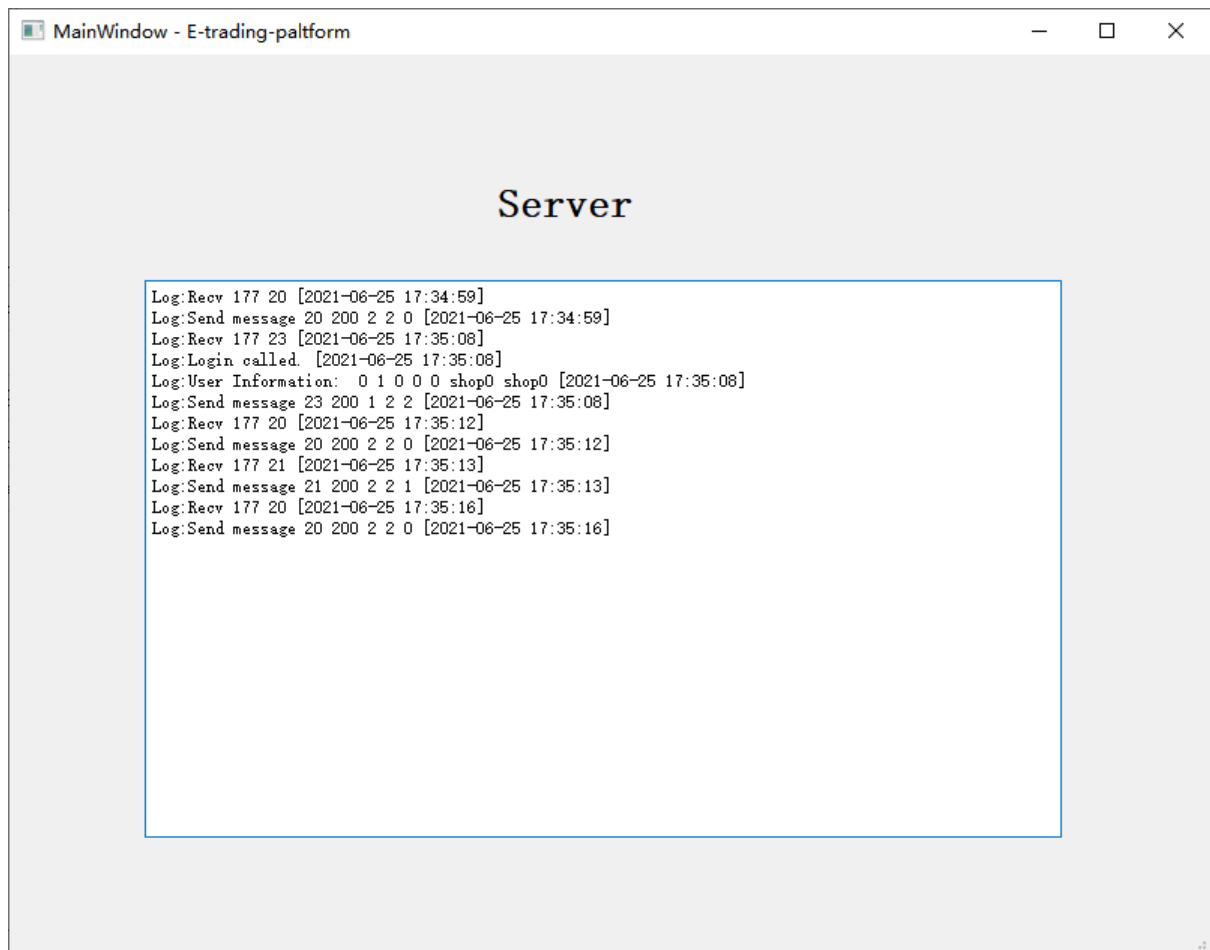 MainWindow - E-trading-paltform
Server
Log:Recv 177 20 [2021-06-25 17:34:59]
Log:Send message 20 200 2 2 0 [2021-06-25 17:34:59]
Log:Recv 177 23 [2021-06-25 17:35:08]
Log:Login called. [2021-06-25 17:35:08]
Log:User Information:  0 1 0 0 0 shop0 shop0 [2021-06-25 17:35:08]
Log:Send message 23 200 1 2 2 [2021-06-25 17:35:08]
Log:Recv 177 20 [2021-06-25 17:35:12]
Log:Send message 20 200 2 2 0 [2021-06-25 17:35:12]
Log:Recv 177 21 [2021-06-25 17:35:13]
Log:Send message 21 200 2 2 1 [2021-06-25 17:35:13]
Log:Recv 177 20 [2021-06-25 17:35:16]
Log:Send message 20 200 2 2 0 [2021-06-25 17:35:16]